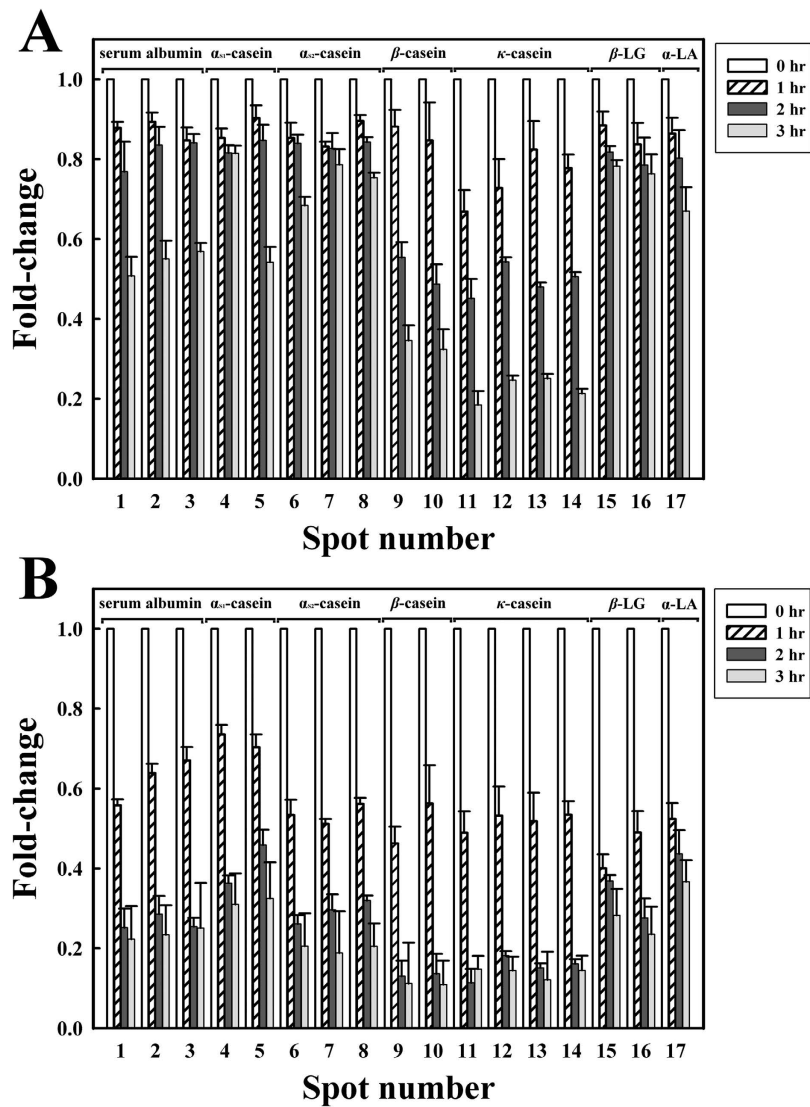 A
serum albumin αs1-casein αs2-casein β-casein κ-casein β-LG α-LA
0 hr
1 hr
2 hr
3 hr
1.0
0.8
0.6
0.4
0.2
0.0
Fold-change
1 2 3 4 5 6 7 8 9 10 11 12 13 14 15 16 17
Spot number
B
serum albumin αs1-casein αs2-casein β-casein κ-casein β-LG α-LA
0 hr
1 hr
2 hr
3 hr
1.0
0.8
0.6
0.4
0.2
0.0
Fold-change
1 2 3 4 5 6 7 8 9 10 11 12 13 14 15 16 17
Spot number